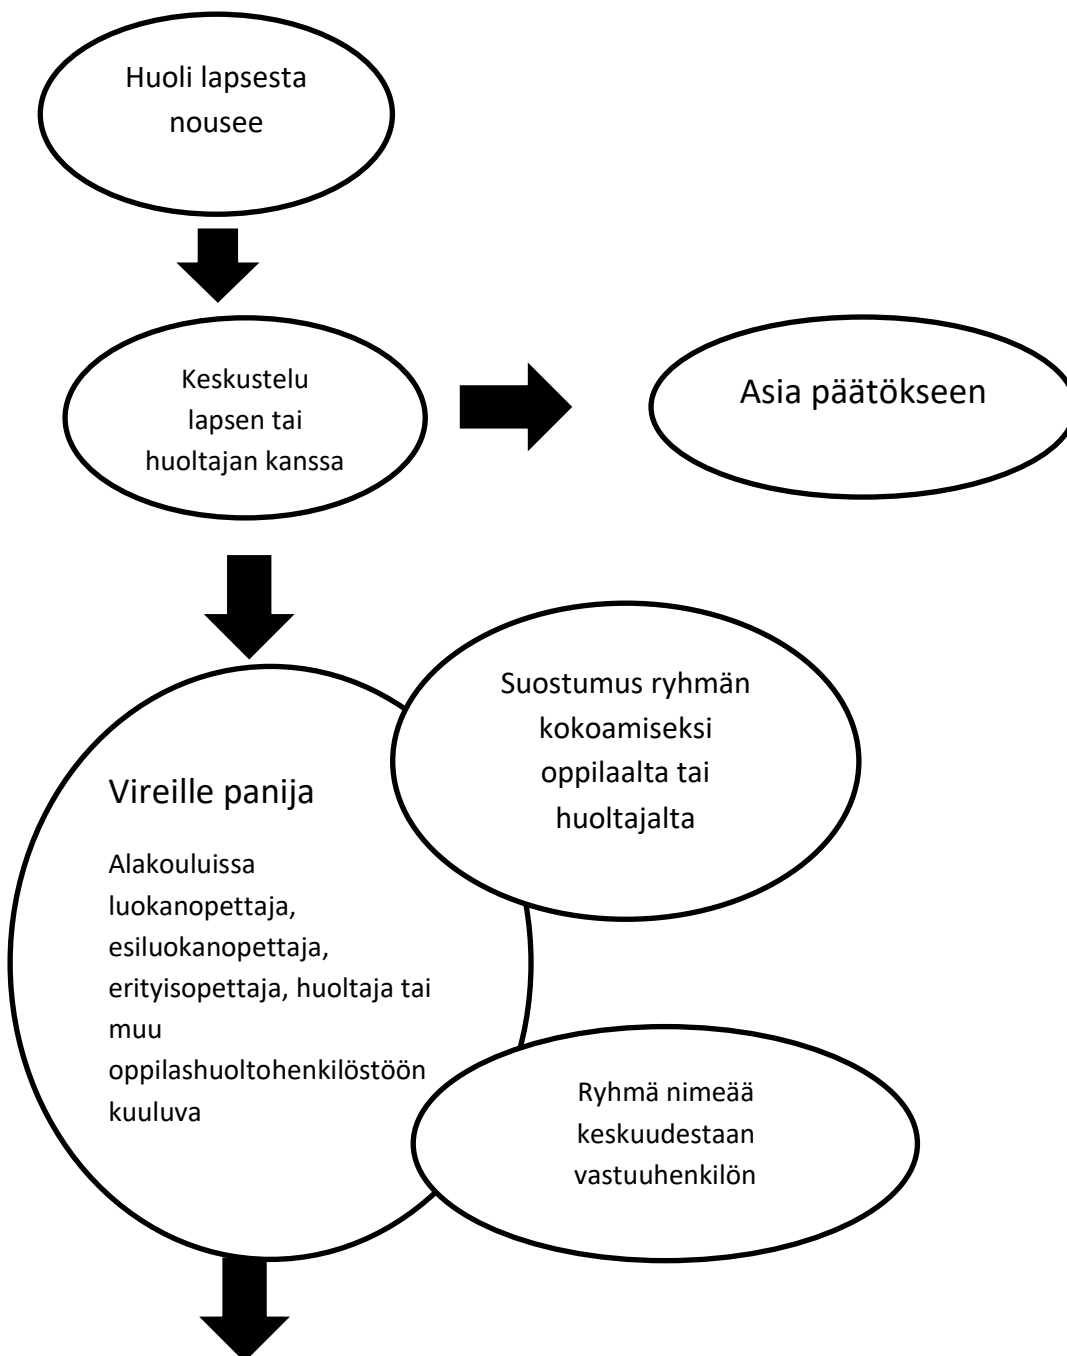 Huoli lapsesta
nousee
Keskustelu
lapsen tai
huoltajan kanssa
Asia päätökseen
Suostumus ryhmän
kokoamiseksi
oppilaalta tai
huoltajalta
Vireille panija
Alakouluissa
luokanopettaja,
esiluokanopettaja,
erityisopettaja, huoltaja tai
muu
oppilashuoltohenkilöstöön
kuuluva
Ryhmä nimeää
keskuudestaan
vastuuhenkilön